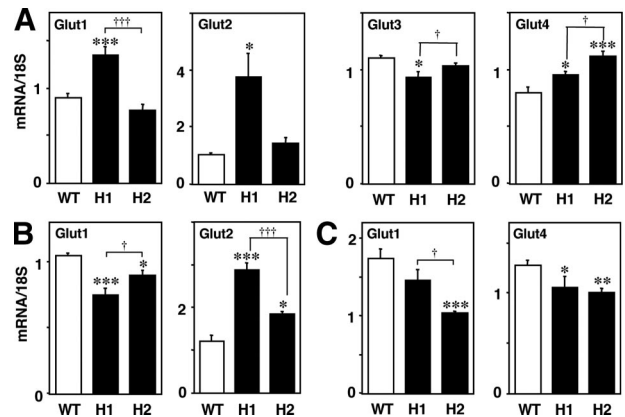 A
Glut1
†††
***
mRNA/18S
1
0
WT H1 H2
Glut2
*
4
2
0
WT H1 H2
Glut3
†
*
1
0
WT H1 H2
Glut4
†
*
***
1
0
WT H1 H2
B
Glut1
†
***
*
mRNA/18S
1
0
WT H1 H2
Glut2
†††
***
*
2
0
WT H1 H2
C
Glut1
†
***
2
1
0
WT H1 H2
Glut4
*
**
1
0
WT H1 H2